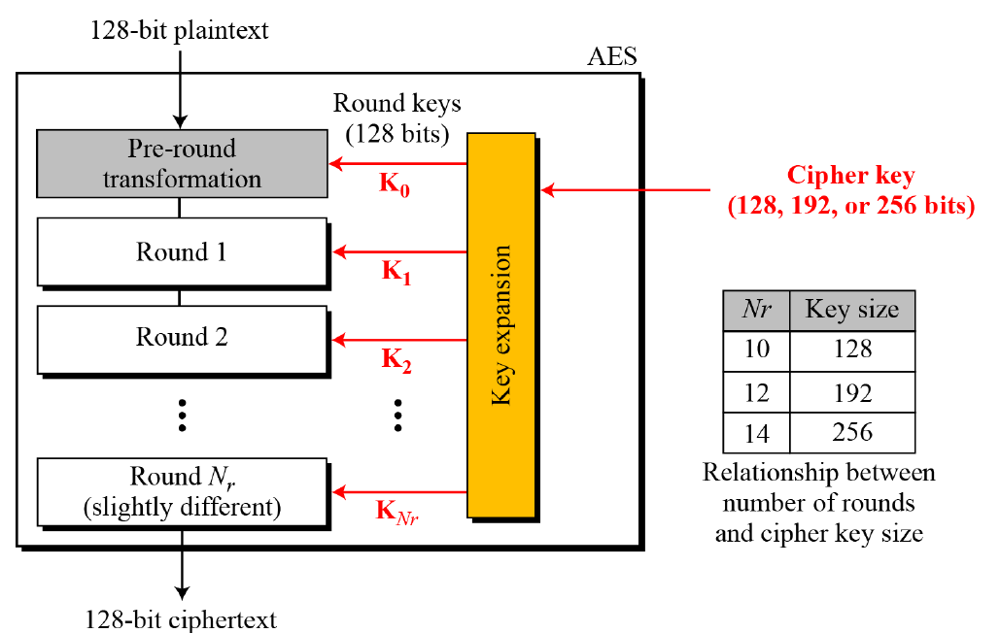 128-bit plaintext
AES
Round keys
(128 bits)
Pre-round
transformation
K0
Cipher key
(128, 192, or 256 bits)
Round 1
K1
Round 2
K2
Key expansion
Round Nr
(slightly different)
KNr
128-bit ciphertext
Nr Key size
10 128
12 192
14 256
Relationship between
number of rounds
and cipher key size